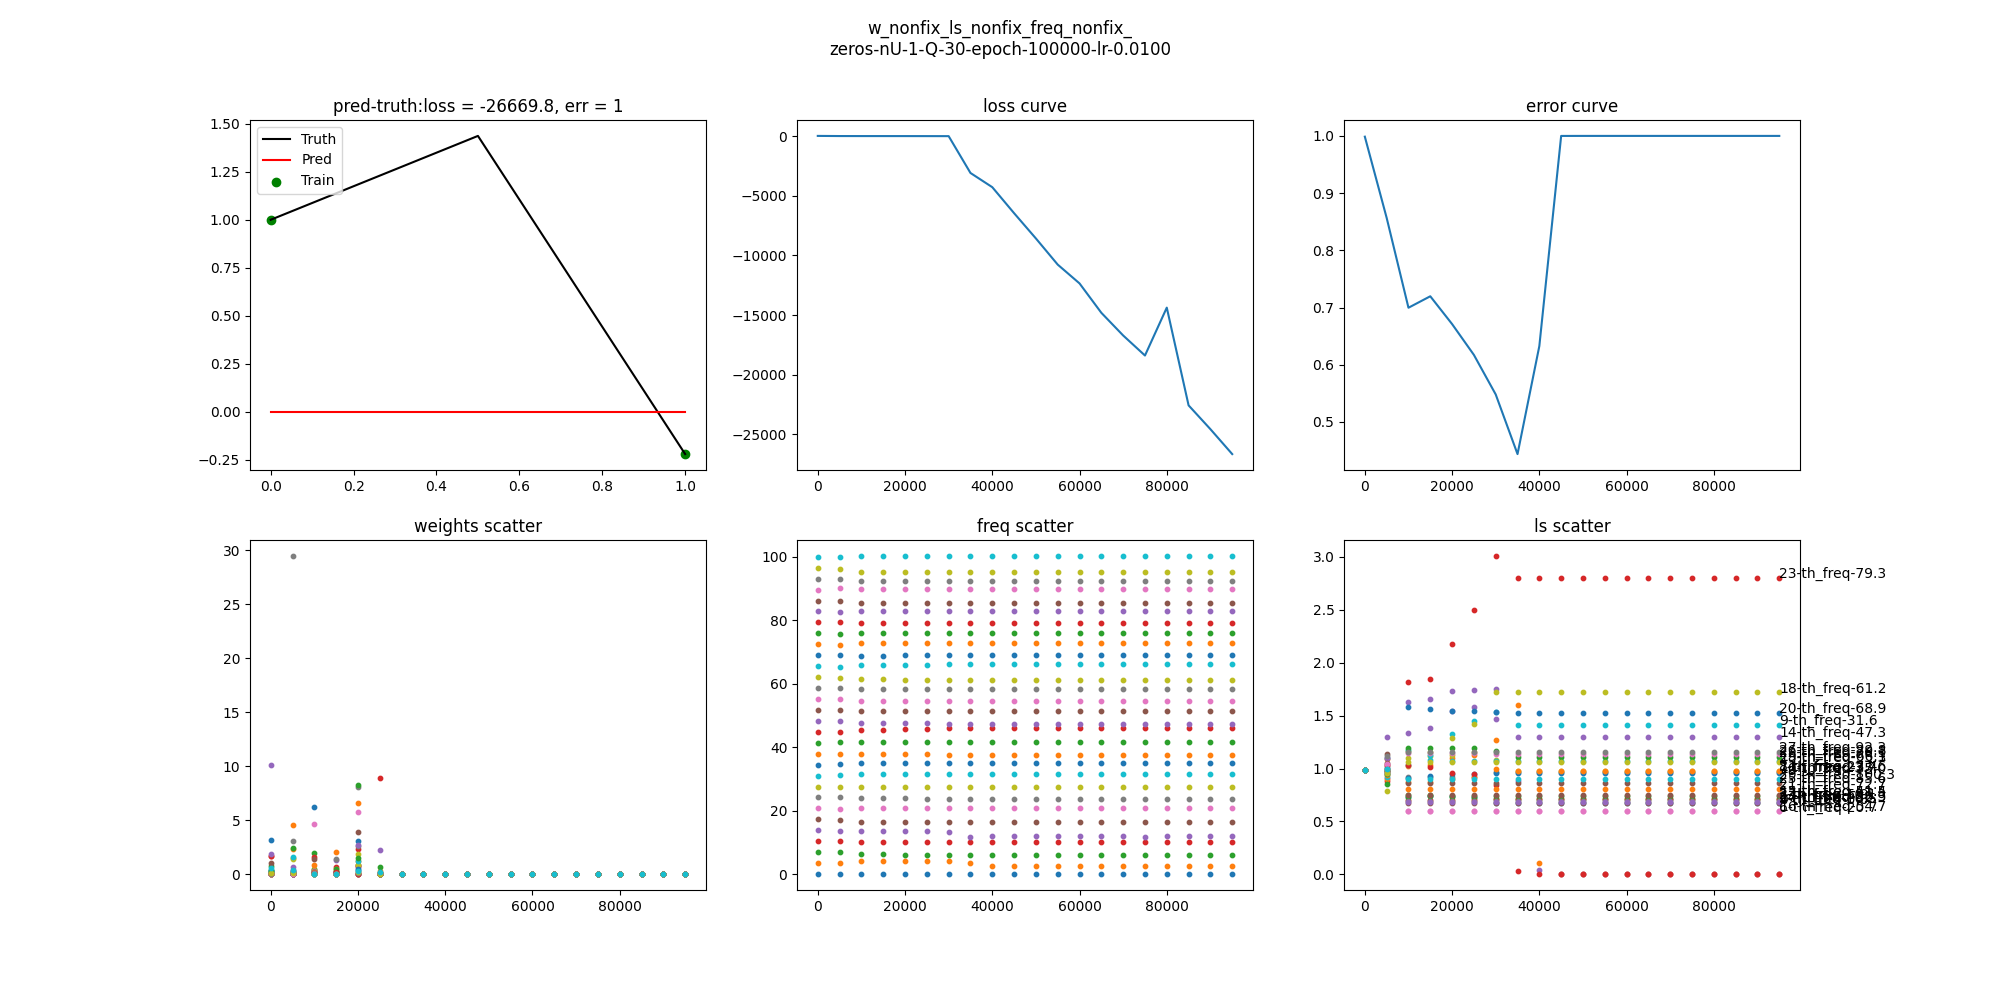 w_nonfix_ls_nonfix_freq_nonfix_
zeros-nU-1-Q-30-epoch-100000-lr-0.0100
pred-truth:loss = -26669.8, err = 1
1.50
1.25
1.00
0.75
0.50
0.25
0.00
−0.25
0.0 0.2 0.4 0.6 0.8 1.0
Truth
Pred
Train
loss curve
0
−5000
−10000
−15000
−20000
−25000
0 20000 40000 60000 80000
error curve
1.0
0.9
0.8
0.7
0.6
0.5
0 20000 40000 60000 80000
weights scatter
30
25
20
15
10
5
0
0 20000 40000 60000 80000
freq scatter
100
80
60
40
20
0
0 20000 40000 60000 80000
ls scatter
3.0
2.5
2.0
1.5
1.0
0.5
0.0
0 20000 40000 60000 80000
23-th_freq-79.3
18-th_freq-61.2
20-th_freq-68.9
9-th_freq-31.6
14-th_freq-47.3